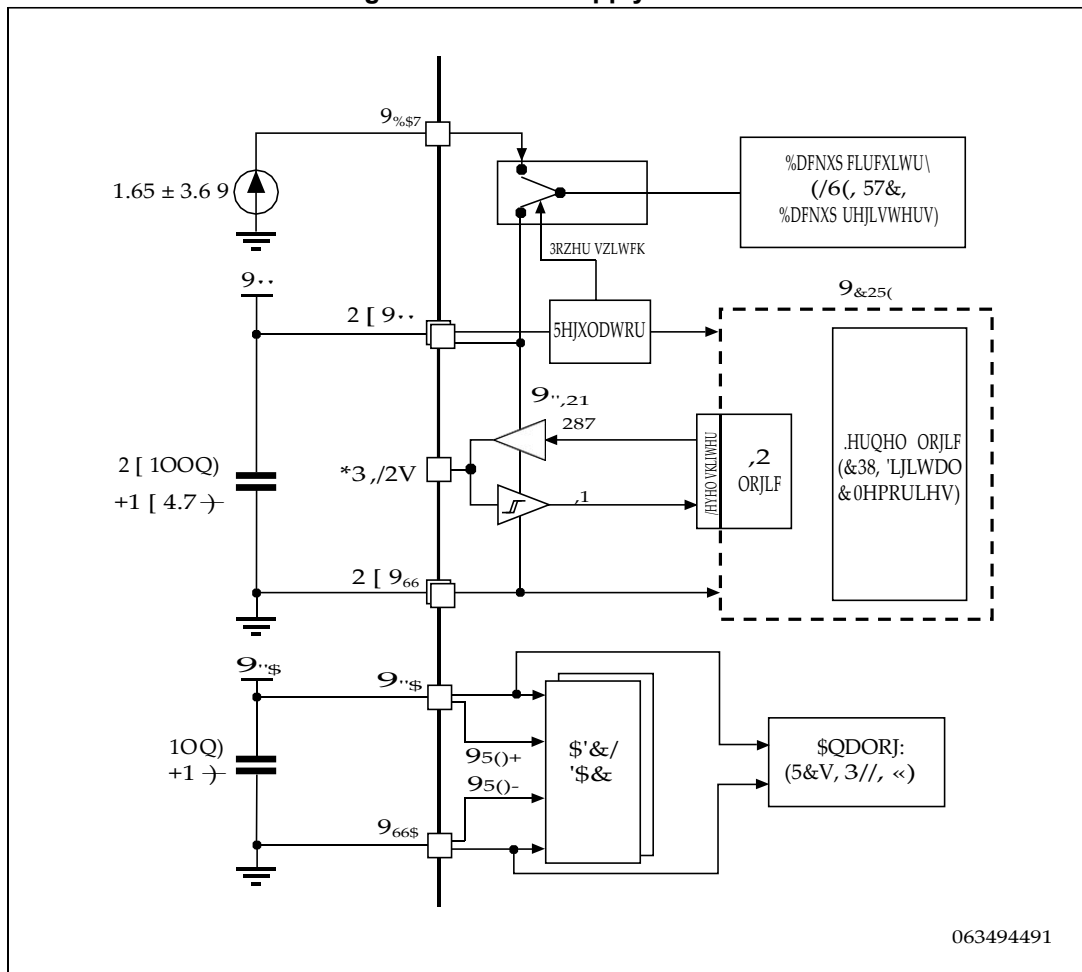 9%$7
1.65 ± 3.6 9
%DFNXS FLUFXLWU\
(/6(, 57&,
%DFNXS UHJLVWHUV)
3RZHU VZLWFK
9··
9&25(
2 [ 9··
5HJXODWRU
9'',21
287
*3,/2V
/HYHO VKLIWHU
,2
ORJLF
.HUQHO ORJLF
(&38, 'LJLWDO
&0HPRULHV)
2 [ 1OOQ)
+1 [ 4.7
,1
2 [ 966
9''$
9''$
1OQ)
+1
95()+
95()-
$'&/
'$&
$QDORJ:
(5&V, 3//, «)
966$
063494491